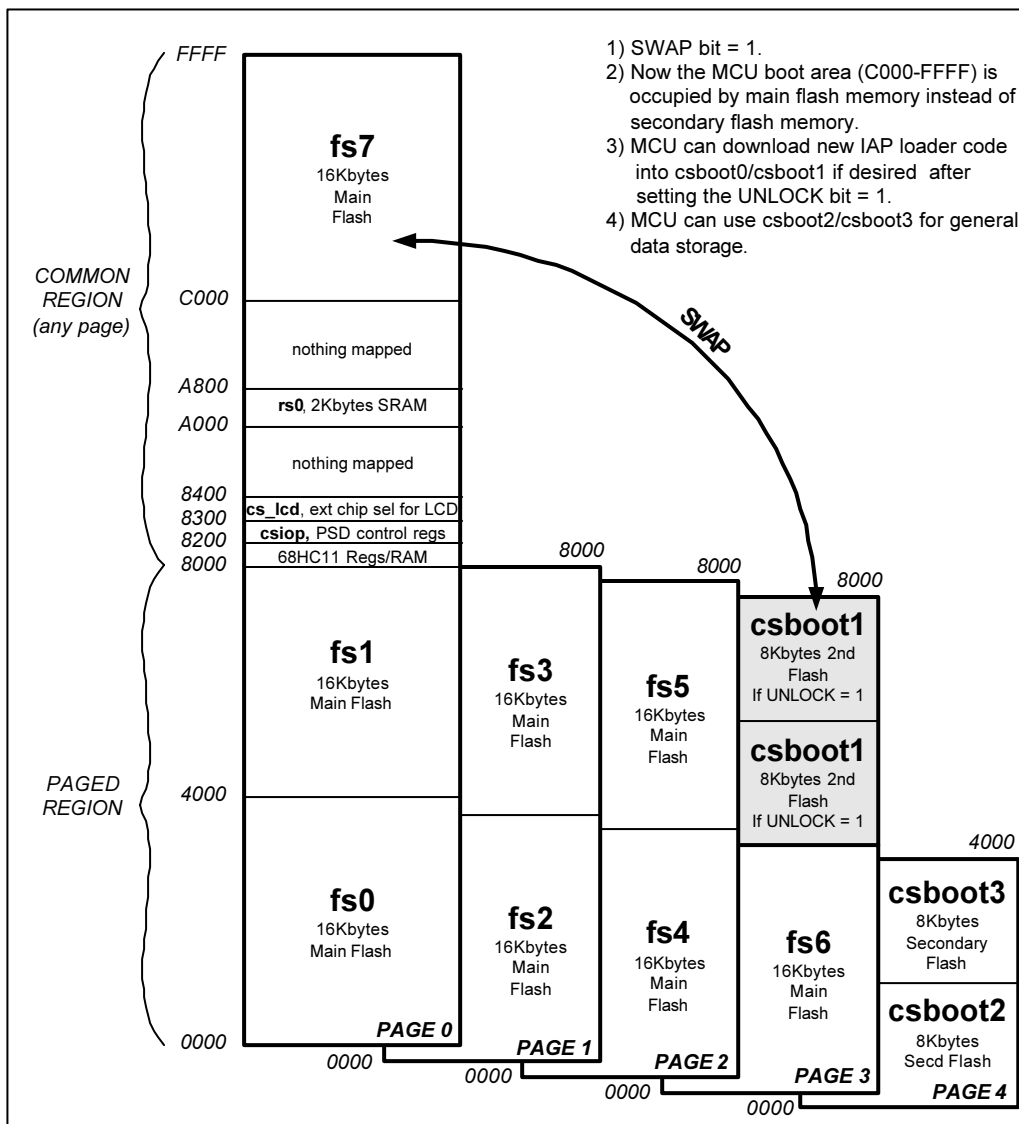 1) SWAP bit = 1.
2) Now the MCU boot area (C000-FFFF) is
occupied by main flash memory instead of
secondary flash memory.
3) MCU can download new IAP loader code
into csboot0/csboot1 if desired after
setting the UNLOCK bit = 1.
4) MCU can use csboot2/csboot3 for general
data storage.
FFFF
fs7
16Kbytes
Main
Flash
SWAP
COMMON
REGION
(any page)
C000
nothing mapped
A800
rs0, 2Kbytes SRAM
A000
nothing mapped
8400
cs_lcd, ext chip sel for LCD
8300
csiop, PSD control regs
8200
68HC11 Regs/RAM
8000
8000
8000
8000
fs1
16Kbytes
Main Flash
fs3
16Kbytes
Main
Flash
fs5
16Kbytes
Main
Flash
csboot1
8Kbytes 2nd
Flash
If UNLOCK = 1
csboot1
8Kbytes 2nd
Flash
If UNLOCK = 1
PAGED
REGION
4000
4000
fs0
16Kbytes
Main Flash
fs2
16Kbytes
Main
Flash
fs4
16Kbytes
Main
Flash
fs6
16Kbytes
Main
Flash
csboot3
8Kbytes
Secondary
Flash
csboot2
8Kbytes
Secd Flash
0000
PAGE 0
0000
PAGE 1
0000
PAGE 2
0000
PAGE 3
0000
PAGE 4